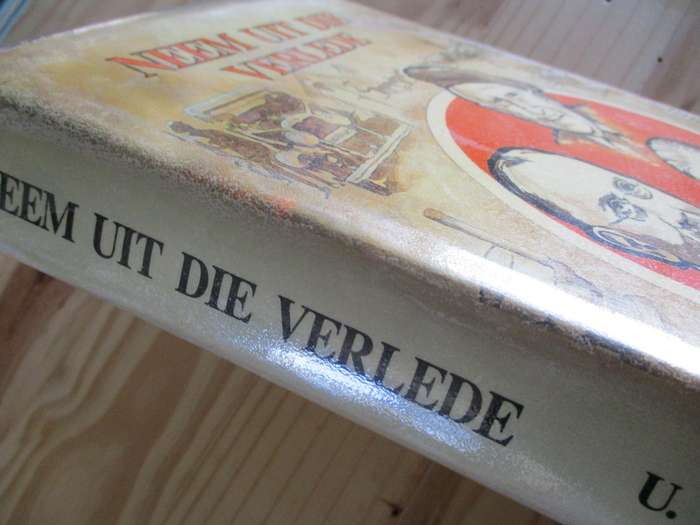 NEEM UIT DIE
VERLEDE
EEM UIT DIE VERLEDE
U.